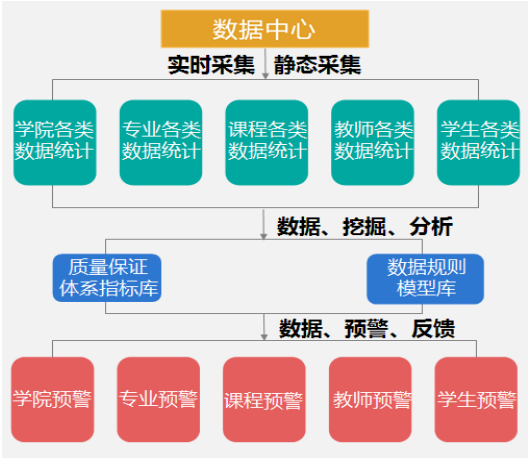 数据中心
实时采集 静态采集
学院各类
数据统计
专业各类
数据统计
课程各类
数据统计
教师各类
数据统计
学生各类
数据统计
数据、挖掘、分析
质量保证
体系指标库
数据规则
模型库
数据、预警、反馈
学院预警
专业预警
课程预警
教师预警
学生预警